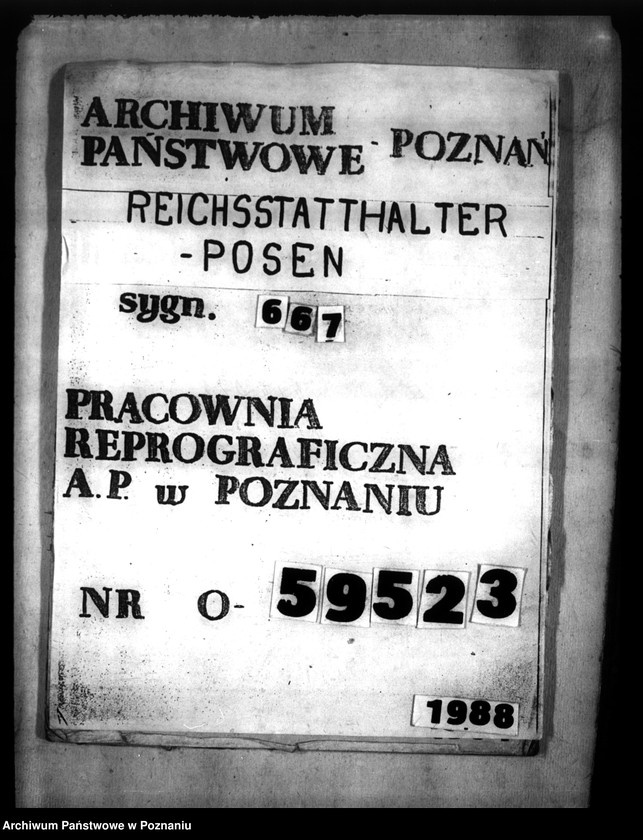 ARCHIWUM
PAŃSTWOWE - POZNAŃ
REICHSSTATTHALTER
-POSEN
sygn. 667
PRACOWNIA
REPROGRAFICZNA
A.P. w POZNANIU
NR O- 59523
1988
Archiwum Państwowe w Poznaniu